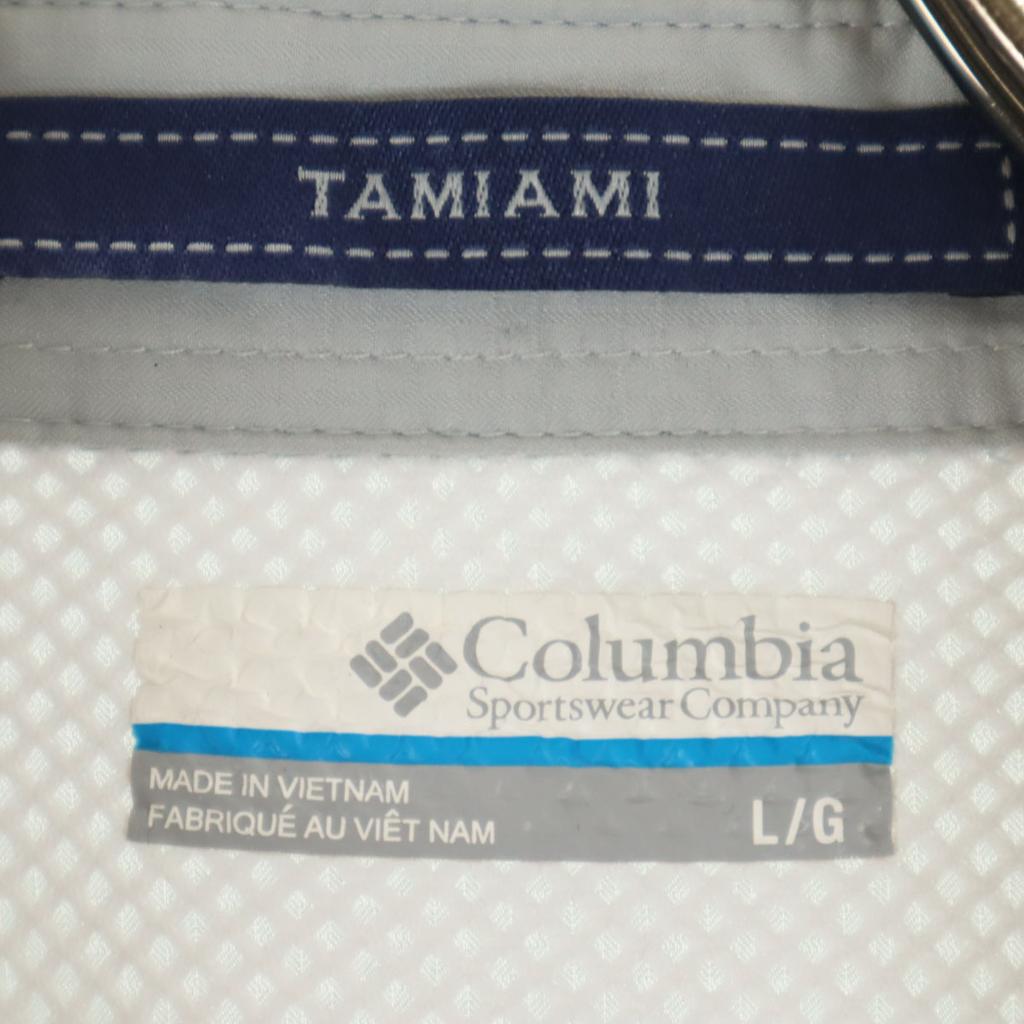 TAMIAMI
Columbia
Sportswear Company
MADE IN VIETNAM
FABRIQUÉ AU VIÊT NAM
L/G